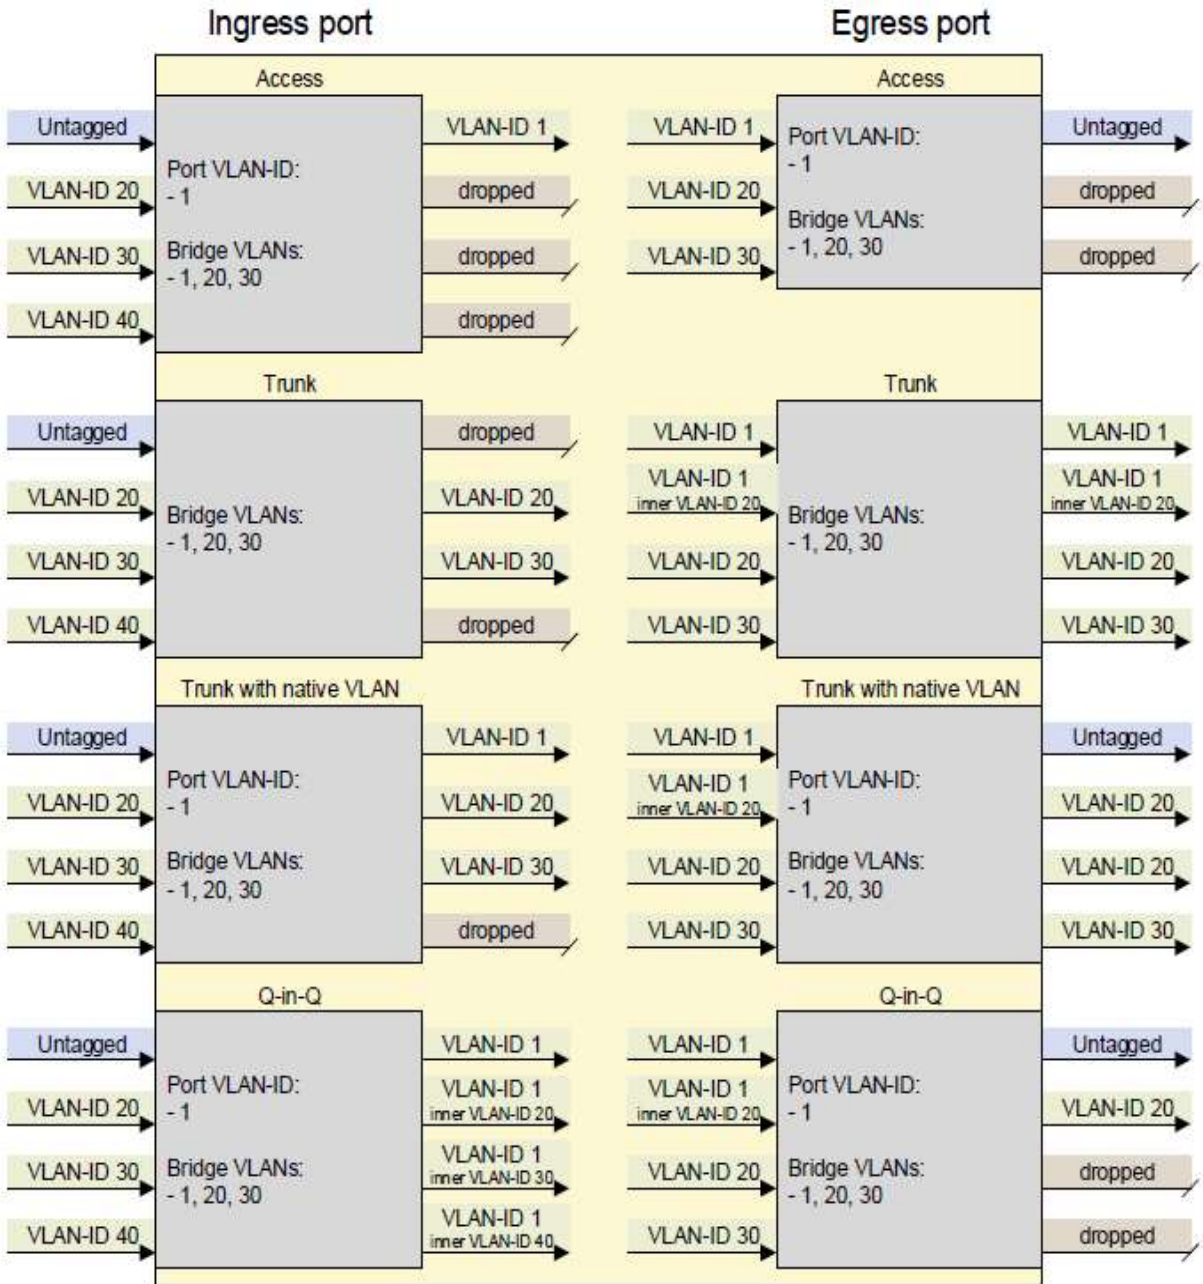 Ingress port
Egress port
Access
Access
Untagged
VLAN-ID 1
VLAN-ID 1
Untagged
Port VLAN-ID:
- 1
Port VLAN-ID:
- 1
VLAN-ID 20
dropped
VLAN-ID 20
dropped
Bridge VLANs:
- 1, 20, 30
Bridge VLANs:
- 1, 20, 30
VLAN-ID 30
dropped
VLAN-ID 30
dropped
VLAN-ID 40
dropped
Trunk
Trunk
Untagged
dropped
VLAN-ID 1
VLAN-ID 1
VLAN-ID 20
VLAN-ID 20
VLAN-ID 1
inner VLAN-ID 20
VLAN-ID 1
inner VLAN-ID 20
Bridge VLANs:
- 1, 20, 30
Bridge VLANs:
- 1, 20, 30
VLAN-ID 30
VLAN-ID 30
VLAN-ID 20
VLAN-ID 20
VLAN-ID 40
dropped
VLAN-ID 30
VLAN-ID 30
Trunk with native VLAN
Trunk with native VLAN
Untagged
VLAN-ID 1
VLAN-ID 1
Untagged
Port VLAN-ID:
- 1
Port VLAN-ID:
- 1
VLAN-ID 20
VLAN-ID 20
VLAN-ID 1
inner VLAN-ID 20
VLAN-ID 20
Bridge VLANs:
- 1, 20, 30
Bridge VLANs:
- 1, 20, 30
VLAN-ID 30
VLAN-ID 30
VLAN-ID 20
VLAN-ID 20
VLAN-ID 40
dropped
VLAN-ID 30
VLAN-ID 30
Q-in-Q
Q-in-Q
Untagged
VLAN-ID 1
VLAN-ID 1
Untagged
Port VLAN-ID:
- 1
Port VLAN-ID:
- 1
VLAN-ID 20
VLAN-ID 1
inner VLAN-ID 20
VLAN-ID 1
inner VLAN-ID 20
VLAN-ID 20
Bridge VLANs:
- 1, 20, 30
Bridge VLANs:
- 1, 20, 30
VLAN-ID 30
VLAN-ID 1
inner VLAN-ID 30
VLAN-ID 20
dropped
VLAN-ID 40
VLAN-ID 1
inner VLAN-ID 40
VLAN-ID 30
dropped